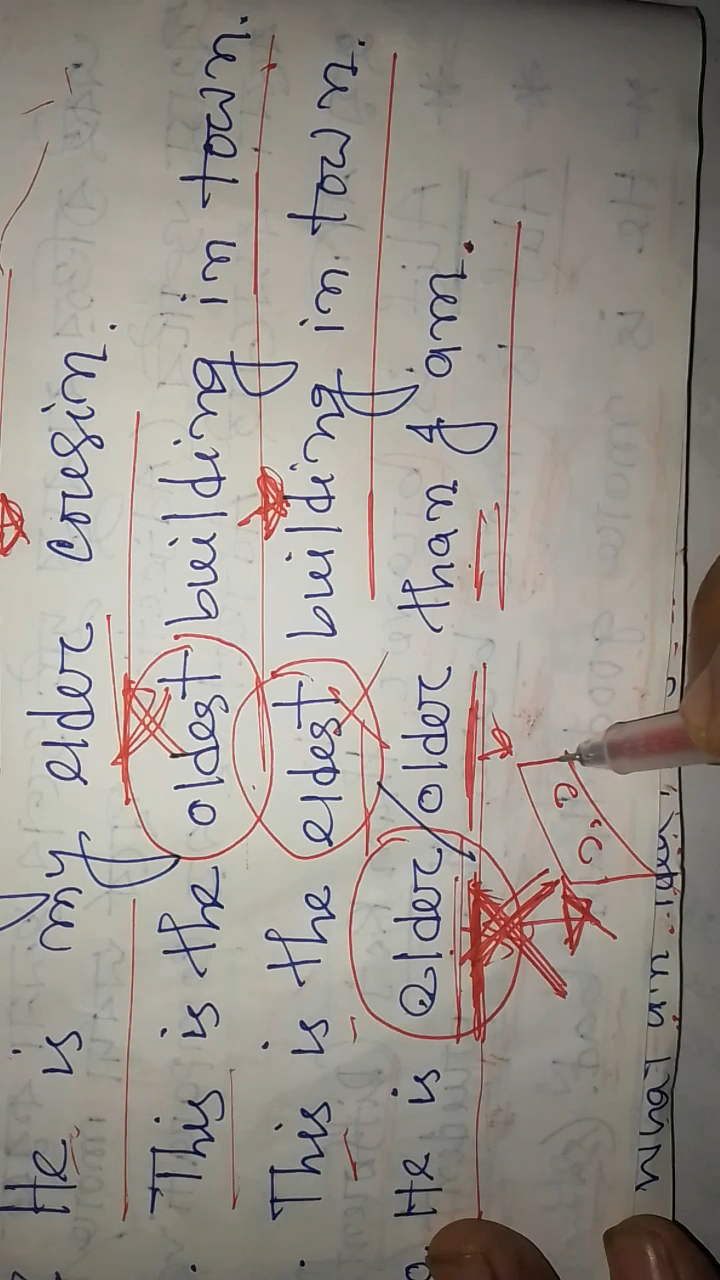 He is my elder cousin.
This is the oldest building in town.
This is the eldest building in town.
He is elder/older than I am.